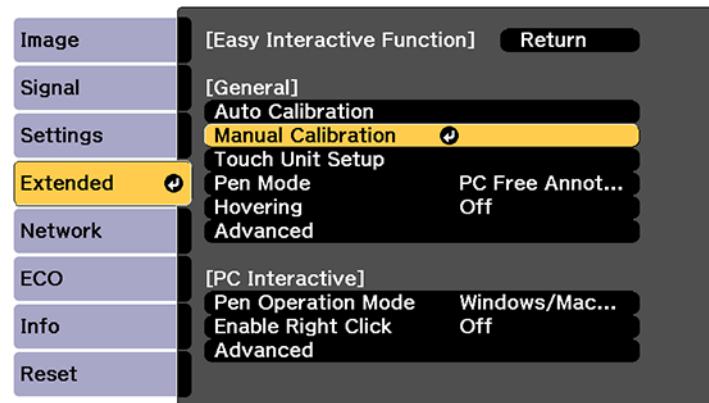 Image
Signal
Settings
Extended
Network
ECO
Info
Reset
[Easy Interactive Function] Return
[General]
Auto Calibration
Manual Calibration
Touch Unit Setup
Pen Mode PC Free Annot...
Hovering Off
Advanced
[PC Interactive]
Pen Operation Mode Windows/Mac...
Enable Right Click Off
Advanced